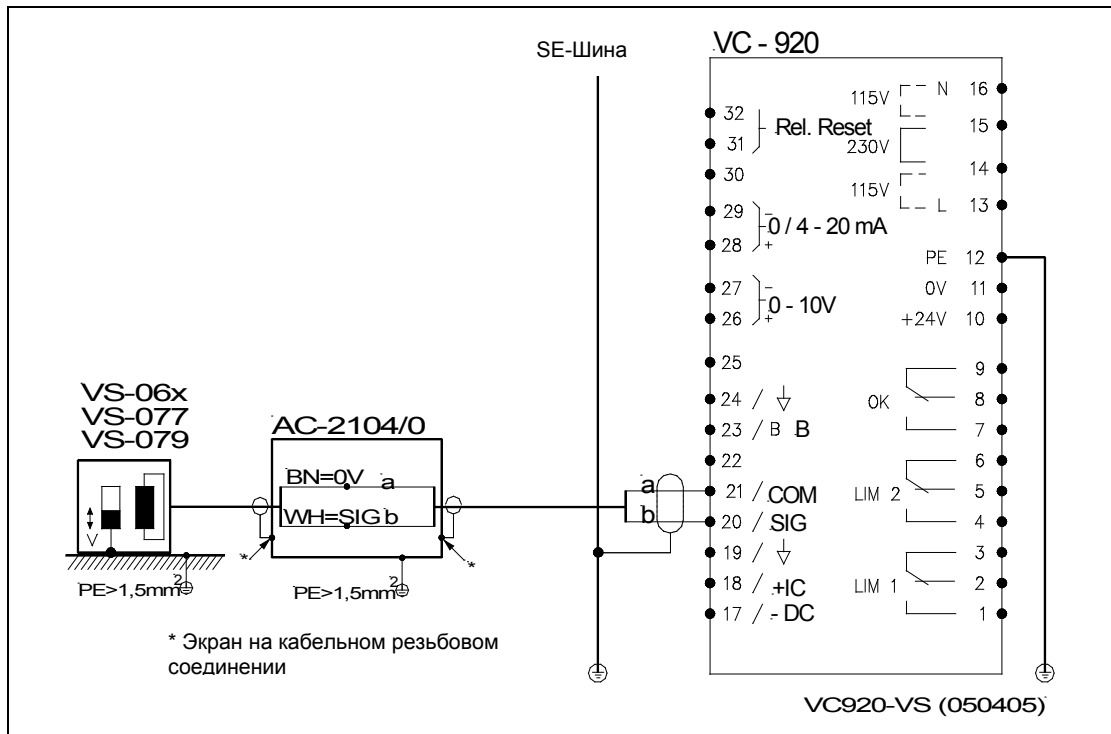 SE-Шина
VC - 920
32
31
Rel. Reset
30
29
28
- 0 / 4 - 20 mA +
27
26
- 0 - 10V +
25
24 /
23 / B B
22
21 / COM
20 / SIG
19 /
18 / +IC
17 / - DC
115V N 16
15
230V
14
115V L 13
PE 12
0V 11
+24V 10
9
OK 8
7
6
LIM 2 5
4
3
LIM 1 2
1
VS-06x
VS-077
VS-079
V
PE>1,5mm²
AC-2104/0
BN=0V a
WH=SIG b
*
*
PE>1,5mm²
a
b
* Экран на кабельном резьбовом
соединении
VC920-VS (050405)